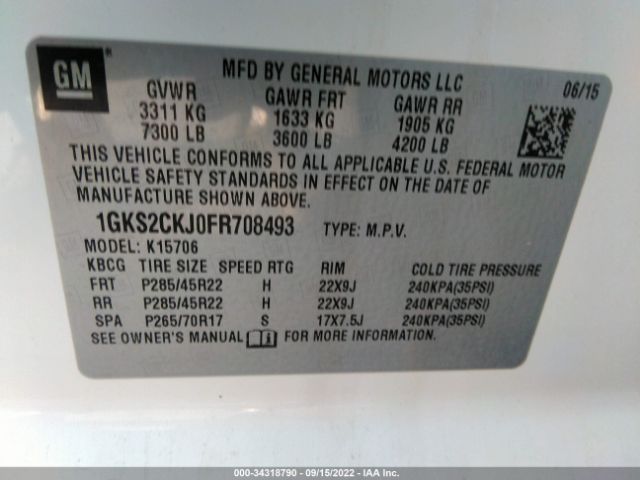 GM
MFD BY GENERAL MOTORS LLC
06/15
GVWR GAWR FRT GAWR RR
3311 KG 1633 KG 1905 KG
7300 LB 3600 LB 4200 LB
THIS VEHICLE CONFORMS TO ALL APPLICABLE U.S. FEDERAL MOTOR
VEHICLE SAFETY STANDARDS IN EFFECT ON THE DATE OF
MANUFACTURE SHOWN ABOVE.
1GKS2CKJ0FR708493 TYPE: M.P.V.
MODEL: K15706
KBCG TIRE SIZE SPEED RTG RIM COLD TIRE PRESSURE
FRT P285/45R22 H 22X9J 240KPA(35PSI)
RR P285/45R22 H 22X9J 240KPA(35PSI)
SPA P265/70R17 S 17X7.5J 240KPA(35PSI)
SEE OWNER'S MANUAL FOR MORE INFORMATION.
000-34318790 - 09/15/2022 - IAA Inc.